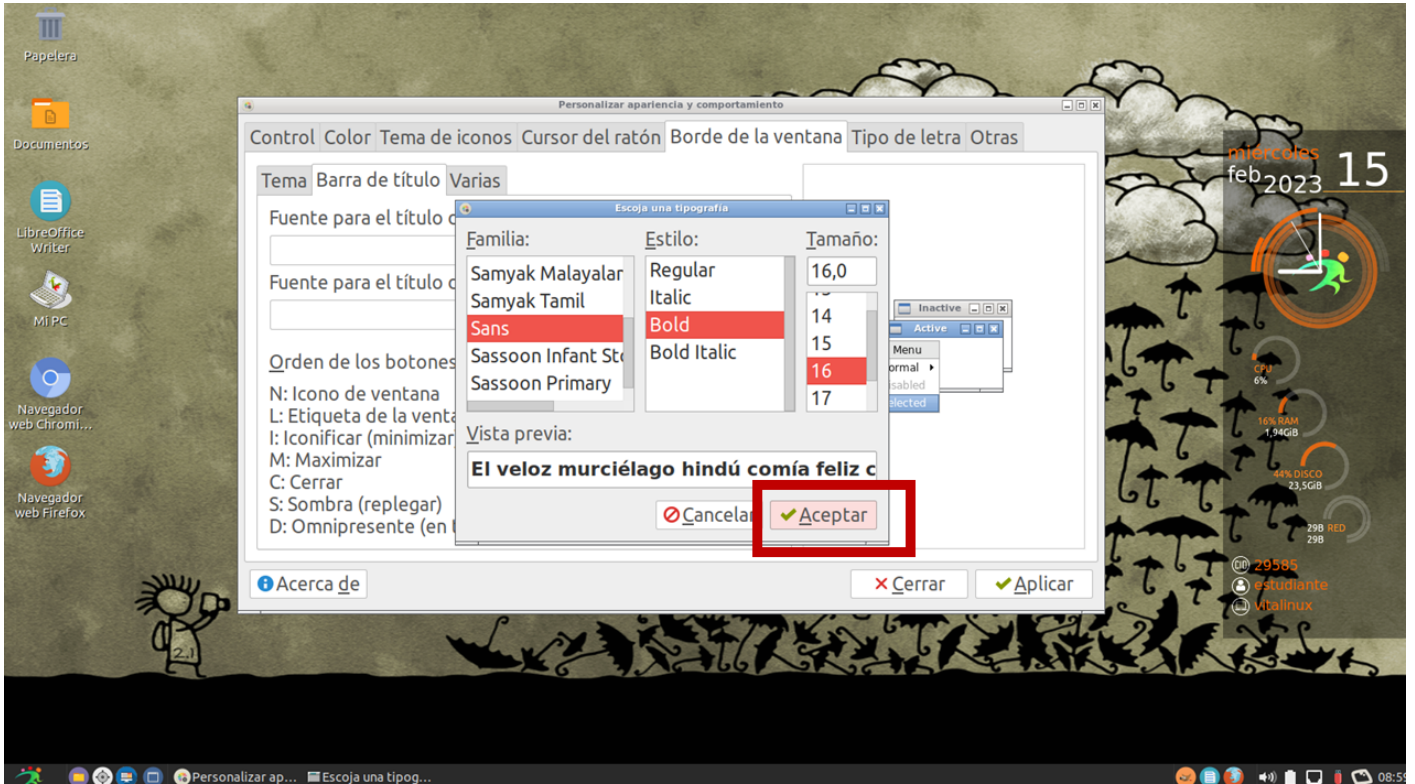 Papelera
Documentos
LibreOffice
Writer
Mi PC
Navegador
web Chromi...
Navegador
web Firefox
Personalizar apariencia y comportamiento
Control Color Tema de iconos Cursor del ratón Borde de la ventana Tipo de letra Otras
Tema Barra de título Varias
Fuente para el título
Fuente para el título
Orden de los botones
N: Icono de ventana
L: Etiqueta de la
I: Iconificar (minimizar
M: Maximizar
C: Cerrar
S: Sombra (replegar)
D: Omnipresente (en
Escoja una tipografía
Familia:
Samyak Malayalar
Samyak Tamil
Sans
Sassoon Infant
Sassoon Primary
Estilo:
Regular
Italic
Bold
Bold Italic
Tamaño:
16,0
14
15
16
17
Vista previa:
El veloz murciélago hindú comía feliz c
Cancelar
Aceptar
Inactive
Active
Menu
Acerca de
Cerrar
Aplicar
miércoles
feb 2023 15
CPU
6%
16% RAM
1,94GiB
44% DISCO
23,5GiB
29B RED
29B
29585
estudiante
vitalinux
2.1
Personalizar ap... Escoja una tipog...
08:59